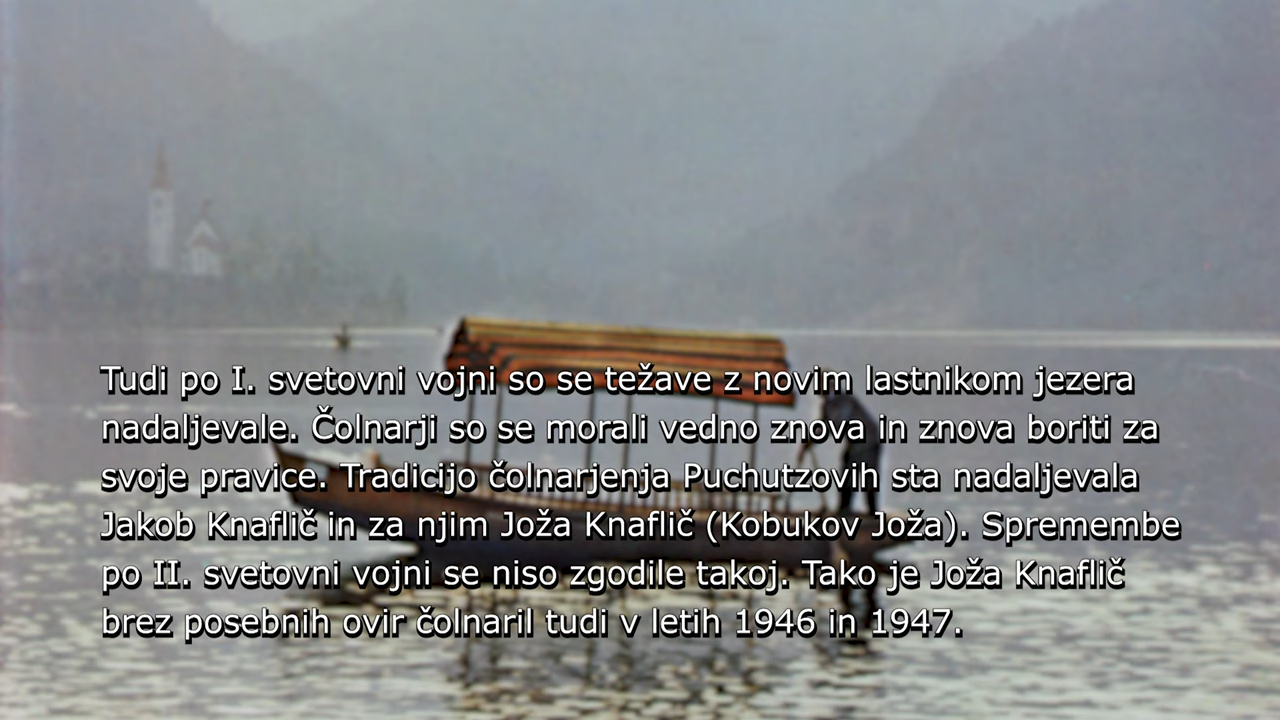 Tudi po I. svetovni vojni so se težave z novim lastnikom jezera
nadaljevale. Čolnarji so se morali vedno znova in znova boriti za
svoje pravice. Tradicijo čolnarjenja Puchutzovih sta nadaljevala
Jakob Knaflič in za njim Joža Knaflič (Kobukov Joža). Spremembe
po II. svetovni vojni se niso zgodile takoj. Tako je Joža Knaflič
brez posebnih ovir čolnaril tudi v letih 1946 in 1947.